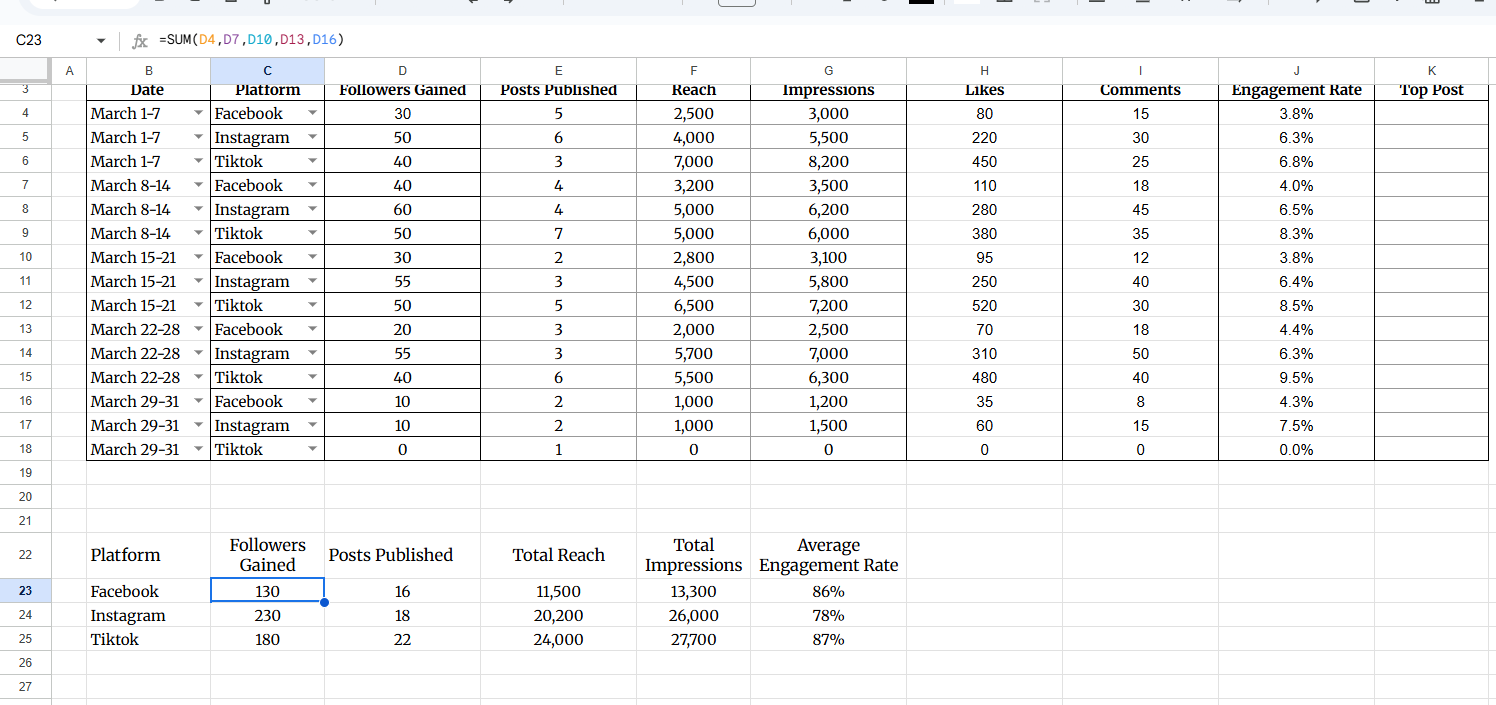 C23 fx =SUM(D4,D7,D10,D13,D16)
A B C D E F G H I J K
3 Date Platform Followers Gained Posts Published Reach Impressions Likes Comments Engagement Rate Top Post
4 March 1-7 Facebook 30 5 2,500 3,000 80 15 3.8%
5 March 1-7 Instagram 50 6 4,000 5,500 220 30 6.3%
6 March 1-7 Tiktok 40 3 7,000 8,200 450 25 6.8%
7 March 8-14 Facebook 40 4 3,200 3,500 110 18 4.0%
8 March 8-14 Instagram 60 4 5,000 6,200 280 45 6.5%
9 March 8-14 Tiktok 50 7 5,000 6,000 380 35 8.3%
10 March 15-21 Facebook 30 2 2,800 3,100 95 12 3.8%
11 March 15-21 Instagram 55 3 4,500 5,800 250 40 6.4%
12 March 15-21 Tiktok 50 5 6,500 7,200 520 30 8.5%
13 March 22-28 Facebook 20 3 2,000 2,500 70 18 4.4%
14 March 22-28 Instagram 55 3 5,700 7,000 310 50 6.3%
15 March 22-28 Tiktok 40 6 5,500 6,300 480 40 9.5%
16 March 29-31 Facebook 10 2 1,000 1,200 35 8 4.3%
17 March 29-31 Instagram 10 2 1,000 1,500 60 15 7.5%
18 March 29-31 Tiktok 0 1 0 0 0 0 0.0%
19
20
21
22 Platform Followers Gained Posts Published Total Reach Total Impressions Average Engagement Rate
23 Facebook 130 16 11,500 13,300 86%
24 Instagram 230 18 20,200 26,000 78%
25 Tiktok 180 22 24,000 27,700 87%
26
27